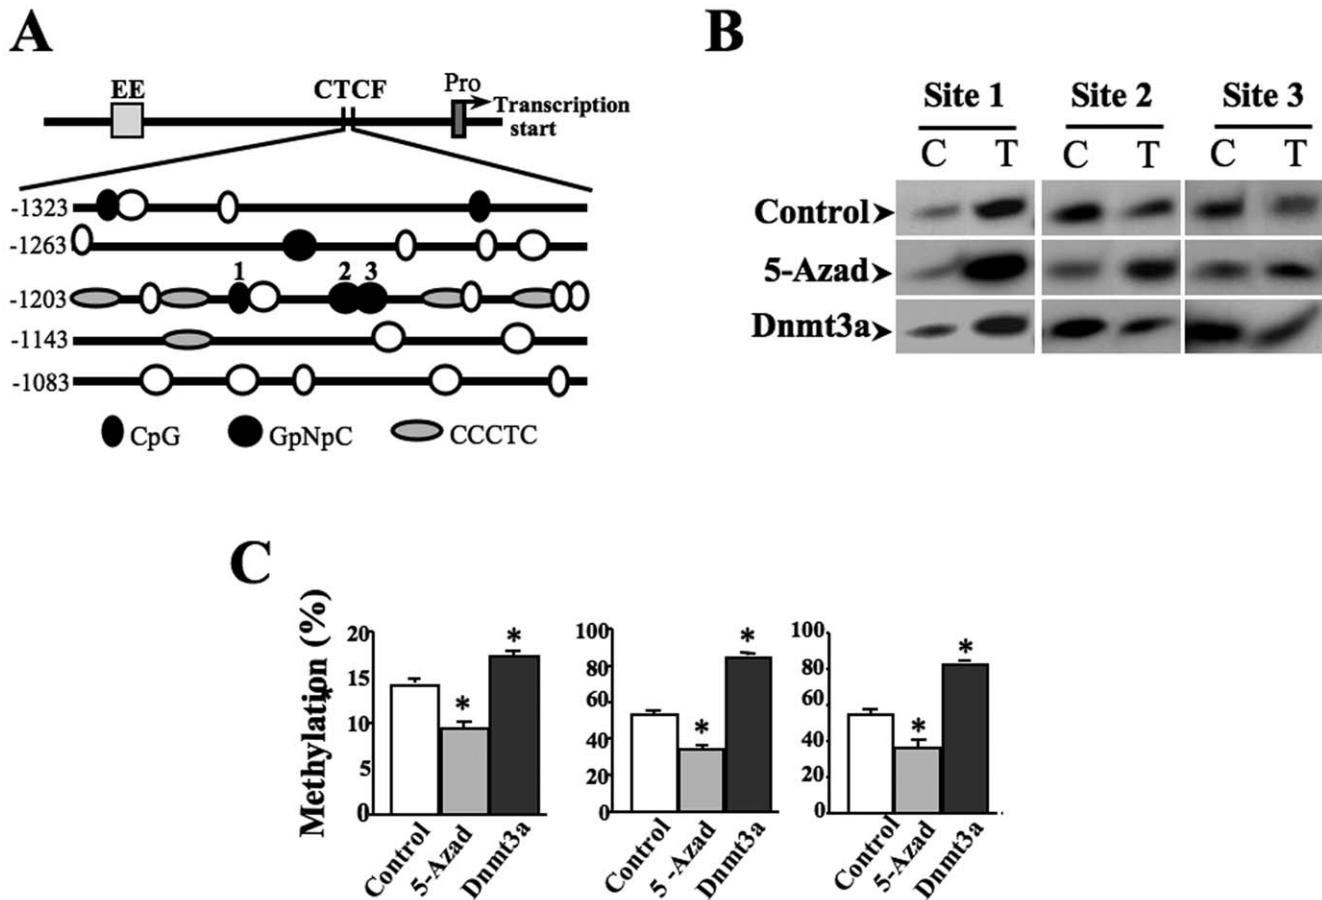 A
EE
CTCF
Pro
Transcription
start
-1323
-1263
1
2
3
-1203
-1143
-1083
CpG
GpNpC
CCCTC
B
Site 1
Site 2
Site 3
C
T
C
T
C
T
Control
5-Azad
Dnmt3a
C
Methylation (%)
*
20
15
10
5
0
*
*
Control
5-Azad
Dnmt3a
100
80
60
40
20
0
*
*
Control
5 -Azad
Dnmt3a
100
80
60
40
20
0
*
*
Control
5-Azad
Dnmt3a